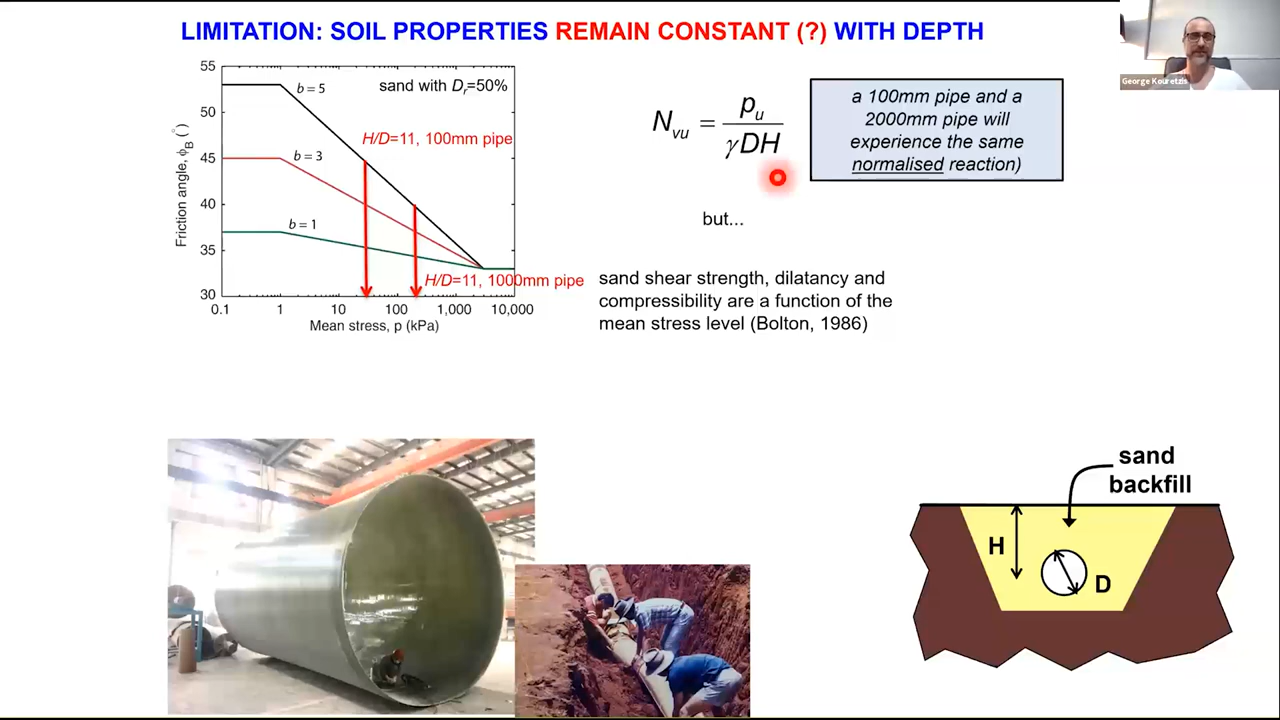 LIMITATION: SOIL PROPERTIES REMAIN CONSTANT (?) WITH DEPTH
George Kouretzis
55
50
45
40
35
30
Friction angle, ϕB (°)
sand with Dr=50%
b = 5
H/D=11, 100mm pipe
b = 3
b = 1
H/D=11, 1000mm pipe
0.1 1 10 100 1,000 10,000
Mean stress, p (kPa)
Nvu = pu / γDH
a 100mm pipe and a
2000mm pipe will
experience the same
normalised reaction)
but...
sand shear strength, dilatancy and
compressibility are a function of the
mean stress level (Bolton, 1986)
sand
backfill
H
D